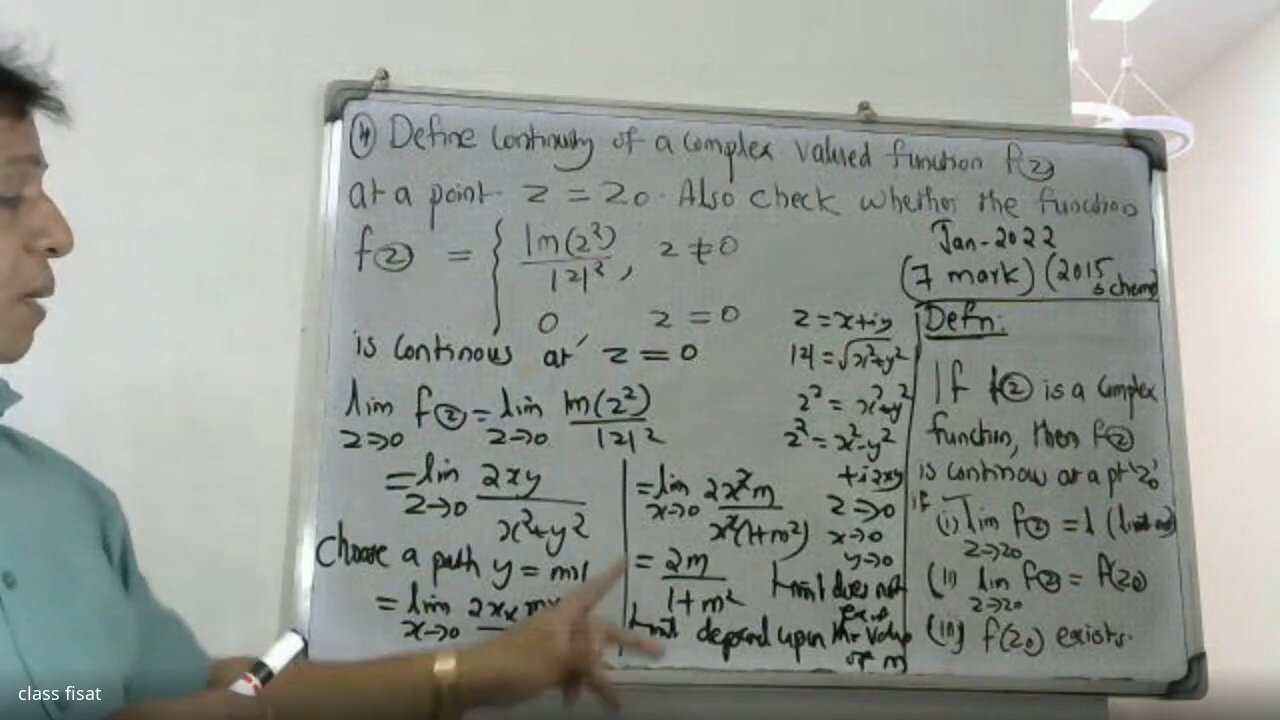 (4) Define Continuity of a complex valued function f(z)
at a point z = z0. Also check whether the function
f(z) = { Im(z²)/|z|², z ≠ 0
0 z = 0
is continous at z = 0
Jan-2022
(7 mark) (2015 scheme)
lim z→0 f(z) = lim z→0 Im(z²)/|z|²
= lim z→0 2xy/x²+y²
Choose a path y = mx
= lim x→0 2x x mx
= lim x→0 2x²m/x²(1+m²)
= 2m/1+m²
limit depend upon the value
of m
limit does not
exist
z = x+iy
|z| = √x²+y²
|z|² = x²+y²
z² = x²-y²
+i2xy
z→0
x→0
y→0
Defn:
If f(z) is a complex
function, then f(z)
is continous at a pt 'z0'
if
(i) lim z→z0 f(z) = l
(ii) lim z→z0 f(z) = f(z0)
(iii) f(z0) exists.
class fisat